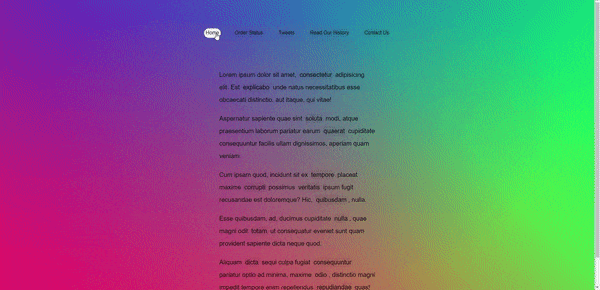 Home Order Status Tweets Read Our History Contact Us
Lorem ipsum dolor sit amet, consectetur adipisicing
elit. Est explicabo unde natus necessitatibus esse
obcaecati distinctio, aut itaque, qui vitae!
Aspernatur sapiente quae sint soluta modi, atque
praesentium laborum pariatur earum quaerat cupiditate
consequuntur facilis ullam dignissimos, aperiam quam
veniam.
Cum ipsam quod, incidunt sit ex tempore placeat
maxime corrupti possimus veritatis ipsum fugit
recusandae est doloremque? Hic, quibusdam , nulla.
Esse quibusdam, ad, ducimus cupiditate nulla , quae
magni odit totam ut consequatur eveniet sunt quam
provident sapiente dicta neque quod.
Aliquam dicta sequi culpa fugiat consequuntur
pariatur optio ad minima, maxime odio , distinctio magni
impedit tempore enim repellendus repudiandae quas!